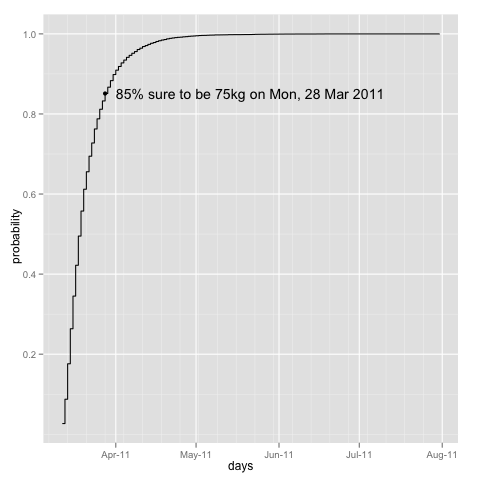 1.0
85% sure to be 75kg on Mon, 28 Mar 2011
0.8
0.6
probability
0.4
0.2
Apr-11 May-11 Jun-11 Jul-11 Aug-11
days